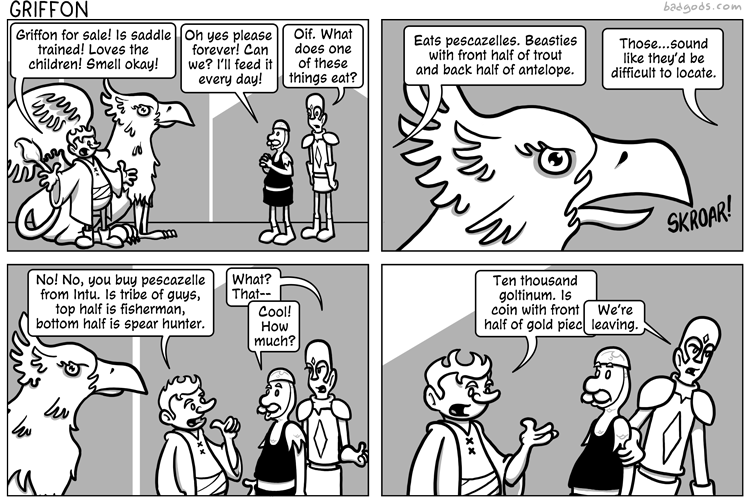 GRIFFON
badgods.com
Griffon for sale! Is saddle
trained! Loves the
children! Smell okay!
Oh yes please
forever! Can
we? I'll feed it
every day!
Oif. What
does one
of these
things eat?
Eats pescazelles. Beasties
with front half of trout
and back half of antelope.
Those...sound
like they'd be
difficult to locate.
SKROAR!
No! No, you buy pescazelle
from Intu. Is tribe of guys,
top half is fisherman,
bottom half is spear hunter.
What?
That--
Cool!
How
much?
Ten thousand
goltinum. Is
coin with front
half of gold piec
We're
leaving.